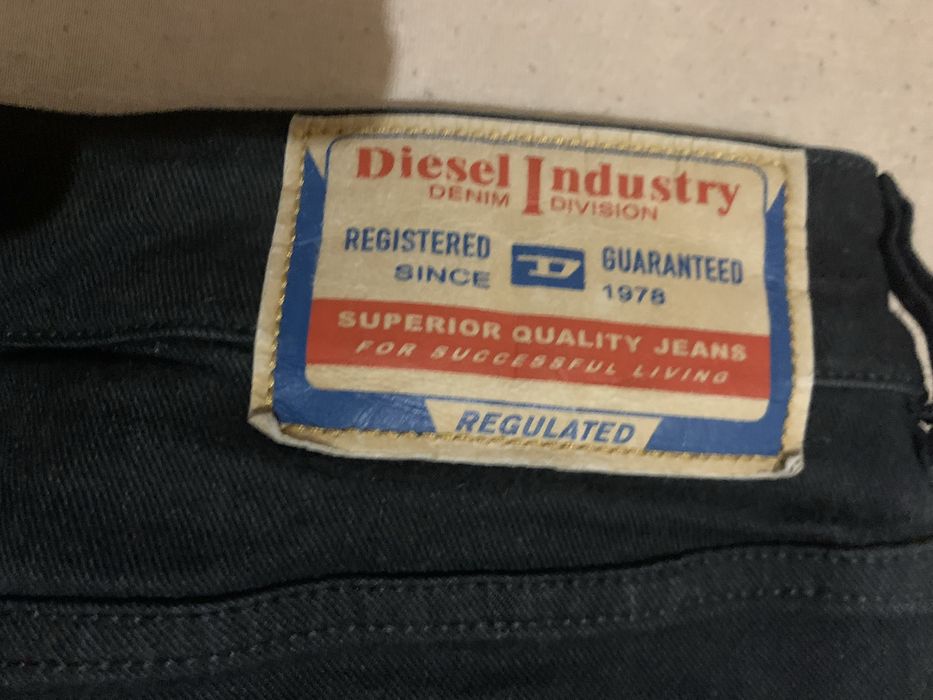 Diesel Industry
DENIM DIVISION
REGISTERED D GUARANTEED
SINCE 1978
SUPERIOR QUALITY JEANS
FOR SUCCESSFUL LIVING
REGULATED